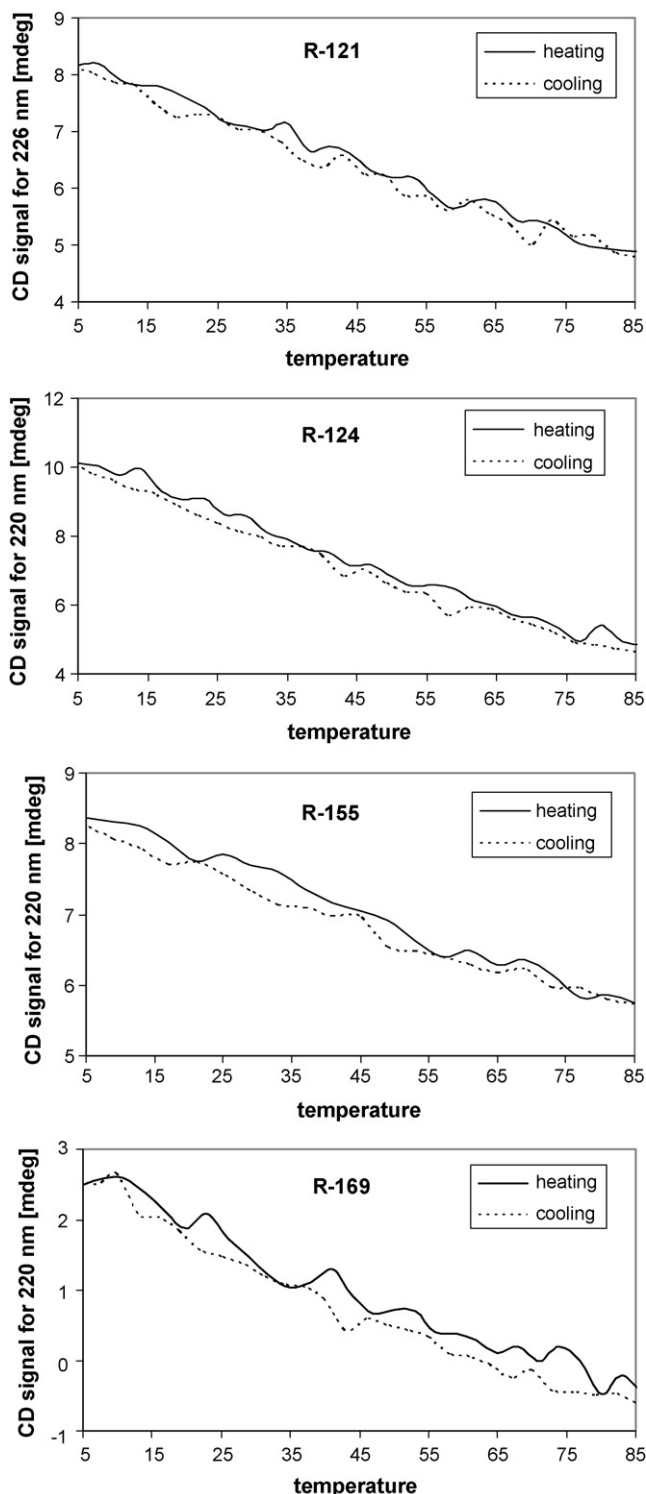 R-121
heating
cooling
CD signal for 226 nm [mdeg]
9
8
7
6
5
4
5 15 25 35 45 55 65 75 85
temperature
R-124
heating
cooling
CD signal for 220 nm [mdeg]
12
10
8
6
4
5 15 25 35 45 55 65 75 85
temperature
R-155
heating
cooling
CD signal for 220 nm [mdeg]
9
8
7
6
5
5 15 25 35 45 55 65 75 85
temperature
R-169
heating
cooling
CD signal for 220 nm [mdeg]
3
2
1
0
-1
5 15 25 35 45 55 65 75 85
temperature